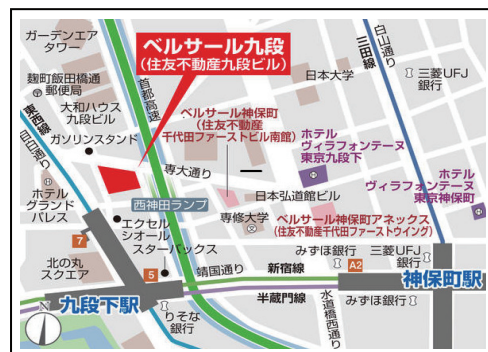 ガーデンエア
タワー
麹町飯田橋通
郵便局
大和ハウス
九段ビル
ガソリンスタンド
東西線
目白通り
ベルサール九段
(住友不動産九段ビル)
首都高速
日本大学
三田線
白山通り
三菱UFJ
銀行
ベルサール神保町
(住友不動産
千代田ファーストビル南館)
専大通り
西神田ランプ
ホテル
ヴィラフォンテーヌ
東京九段下
ホテル
ヴィラフォンテーヌ
東京神保町
日本弘道館ビル
専修大学
ベルサール神保町アネックス
(住友不動産千代田ファーストウイング)
ホテル
グランド
パレス
エクセル
シオール
スターバックス
7
北の丸
スクエア
5
靖国通り
新宿線
半蔵門線
みずほ銀行
A2
三菱UFJ
銀行
神保町駅
九段下駅
りそな
銀行
水道橋西通り
みずほ銀行